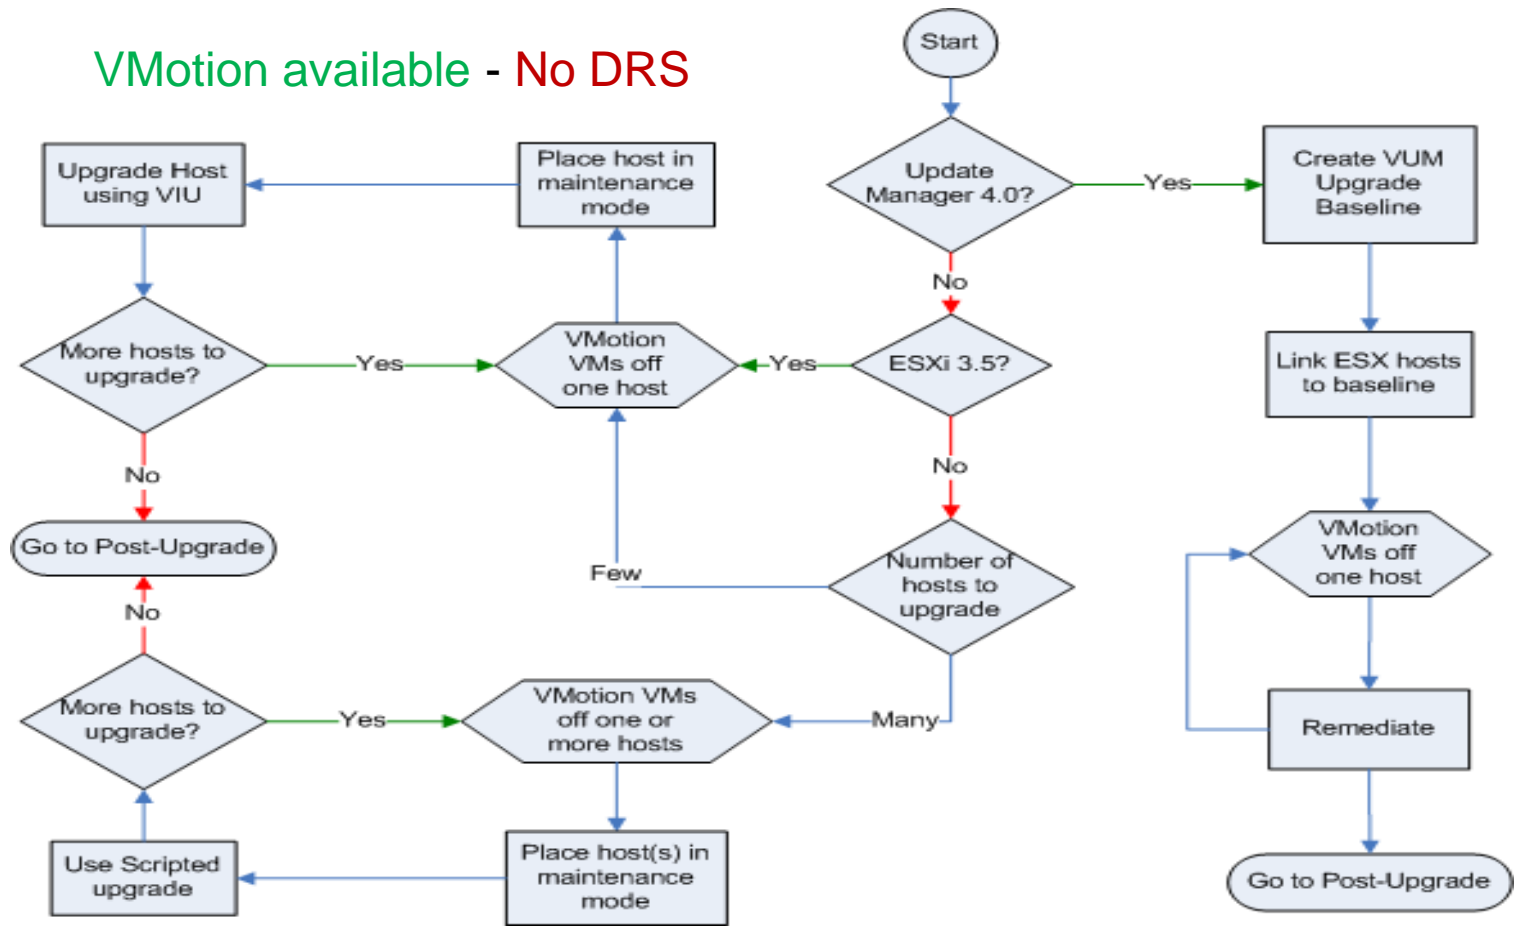 VMotion available - No DRS
Start
Update
Manager 4.0?
Yes
Create VUM
Upgrade
Baseline
No
Link ESX hosts
to baseline
VMotion
VMs off
one host
Remediate
Go to Post-Upgrade
ESXi 3.5?
Yes
No
VMotion
VMs off
one host
Place host in
maintenance
mode
Upgrade Host
using VIU
More hosts to
upgrade?
Yes
No
Go to Post-Upgrade
Number of
hosts to
upgrade
Few
Many
VMotion VMs
off one or
more hosts
Place host(s) in
maintenance
mode
Use Scripted
upgrade
More hosts to
upgrade?
Yes
No